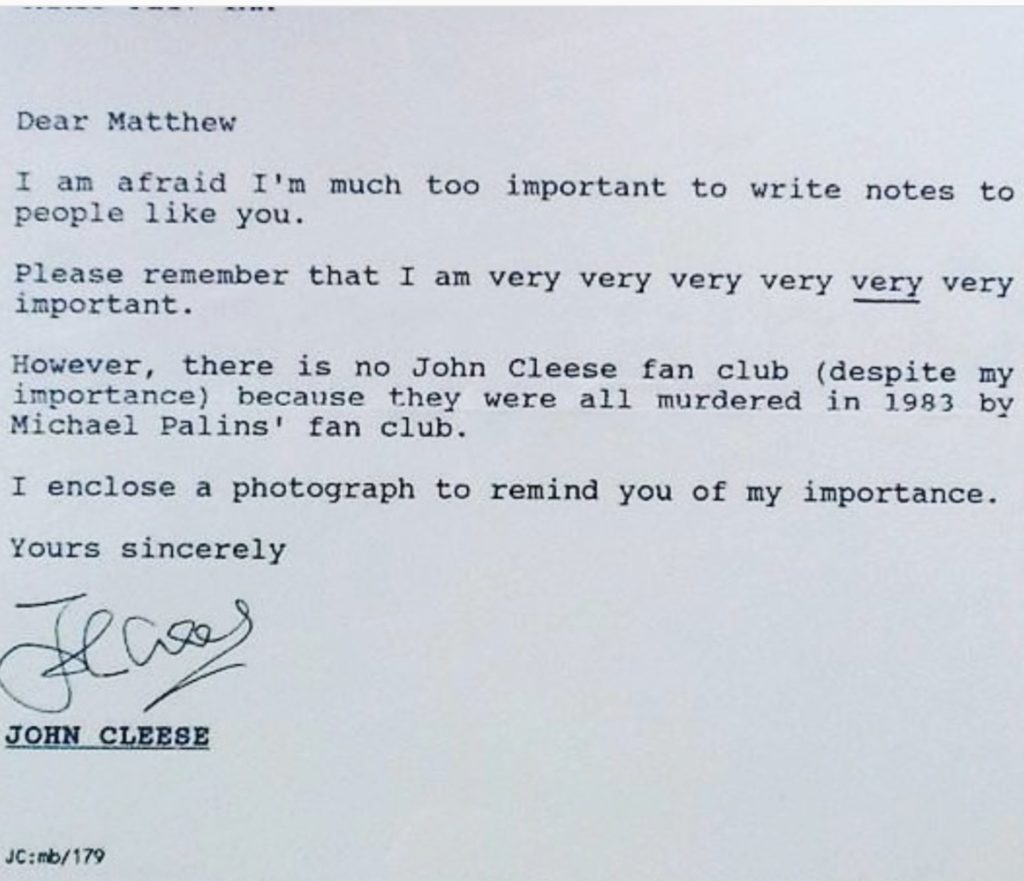 Dear Matthew
I am afraid I'm much too important to write notes to
people like you.
Please remember that I am very very very very very very
important.
However, there is no John Cleese fan club (despite my
importance) because they were all murdered in 1983 by
Michael Palins' fan club.
I enclose a photograph to remind you of my importance.
Yours sincerely
JOHN CLEESE
JC:mb/179